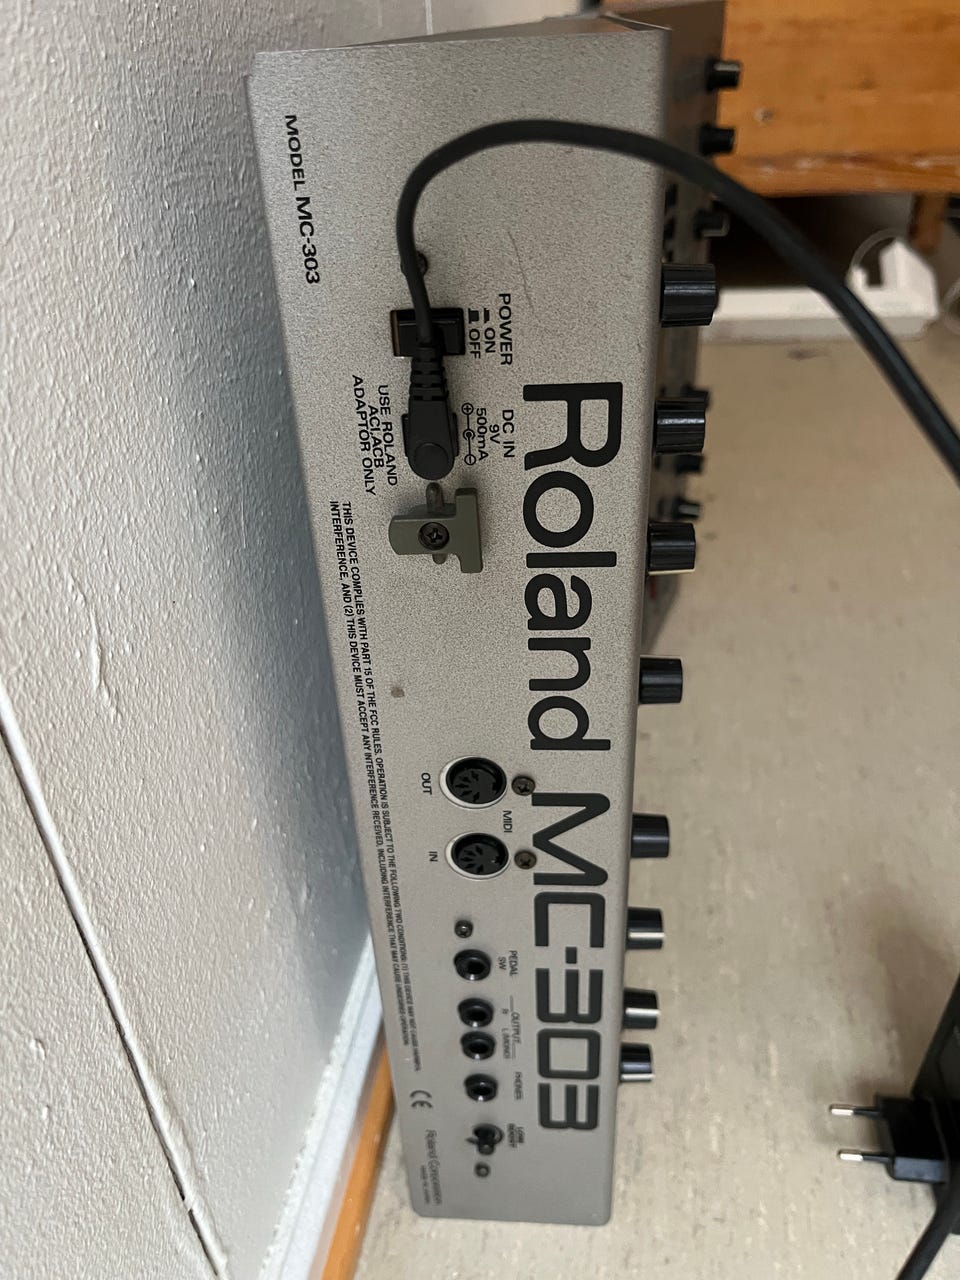 Roland MC-303
POWER
ON
OFF
DC IN
9V
500mA
USE ROLAND
ACI,ACB
ADAPTOR ONLY
MODEL MC-303
MIDI
OUT
IN
PEDAL
SW
OUTPUT
R
L(MONO)
PHONES
THIS DEVICE COMPLIES WITH PART 15 OF THE FCC RULES. OPERATION IS SUBJECT TO THE FOLLOWING TWO CONDITIONS: (1) THIS DEVICE MAY NOT CAUSE HARMFUL
INTERFERENCE, AND (2) THIS DEVICE MUST ACCEPT ANY INTERFERENCE RECEIVED, INCLUDING INTERFERENCE THAT MAY CAUSE UNDESIRED OPERATION.
CE
Roland Corporation